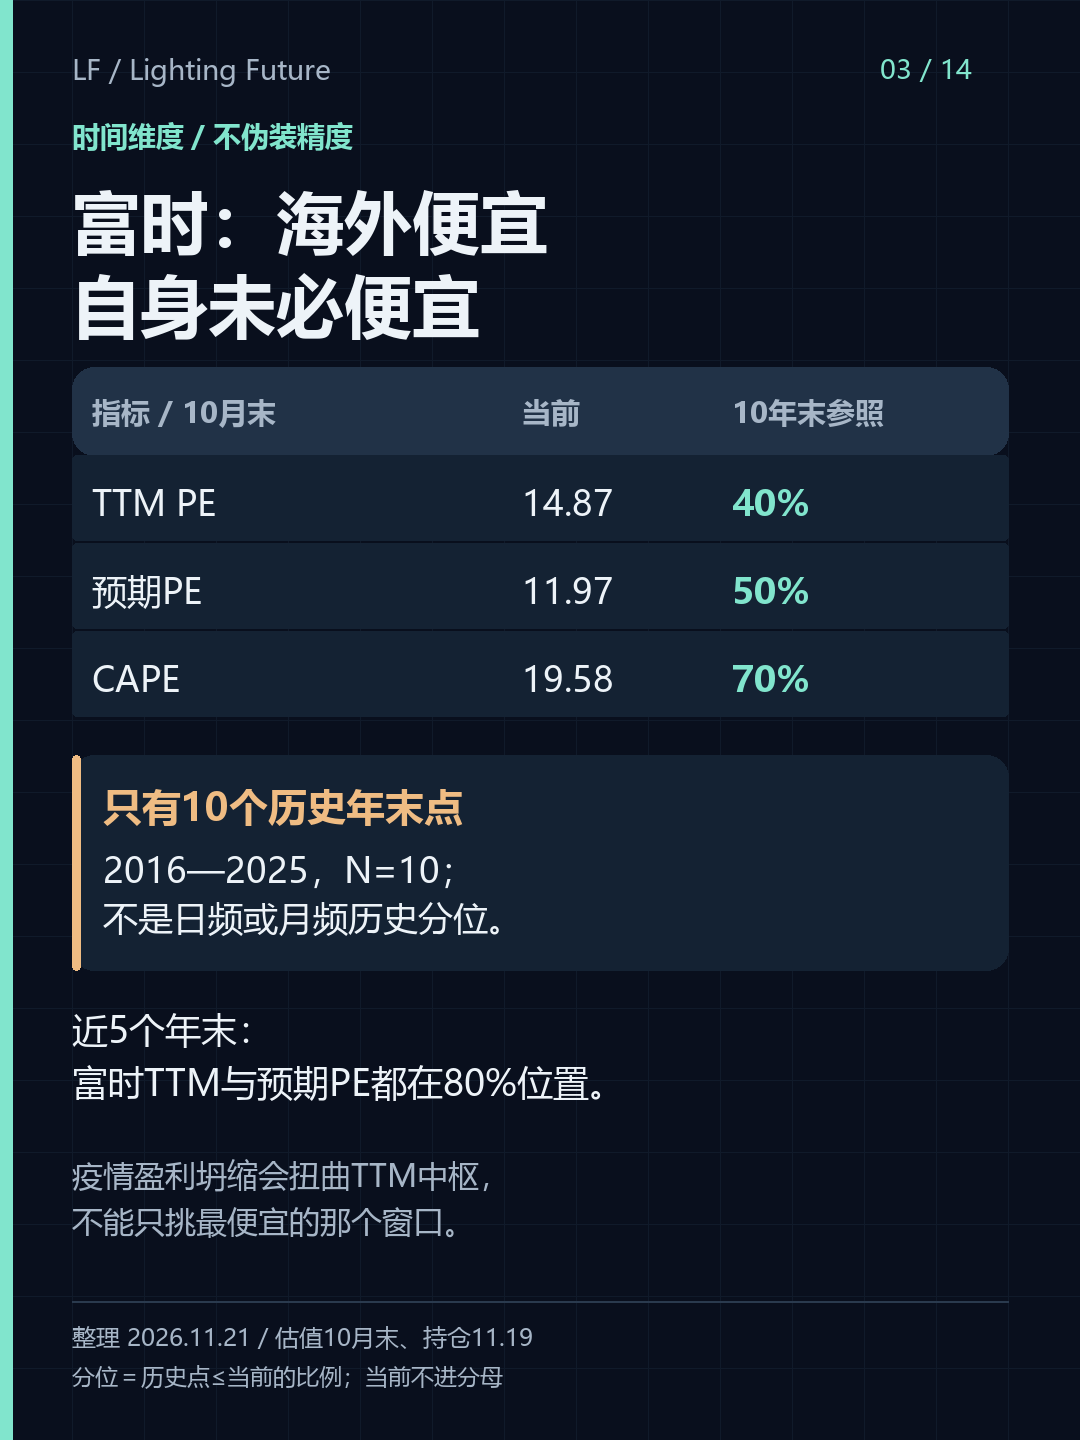 LF / Lighting Future
03 / 14
时间维度 / 不伪装精度
富时：海外便宜
自身未必便宜
指标 / 10月末 当前 10年末参照
TTM PE 14.87 40%
预期PE 11.97 50%
CAPE 19.58 70%
只有10个历史年末点
2016—2025，N=10；
不是日频或月频历史分位。
近5个年末：
富时TTM与预期PE都在80%位置。
疫情盈利坍缩会扭曲TTM中枢，
不能只挑最便宜的那个窗口。
整理 2026.11.21 / 估值10月末、持仓11.19
分位＝历史点≤当前的比例；当前不进分母